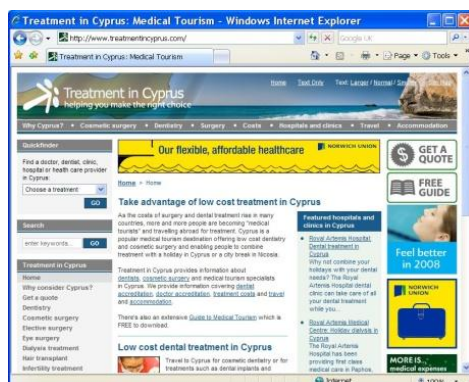 Treatment in Cyprus: Medical Tourism - Windows Internet Explorer
http://www.treatmentincyprus.com/
Google UK
Treatment in Cyprus: Medical Tourism
Page
Tools
Home Text Only Text: Larger / Normal /
Treatment in Cyprus
helping you make the right choice
Why Cyprus? • Cosmetic surgery • Dentistry • Surgery • Costs • Hospitals and clinics • Travel • Accommodation
Quickfinder
Find a doctor, dentist, clinic,
hospital or health care provider
in Cyprus:
Choose a treatment
GO
Search
enter keywords...
GO
Treatment in Cyprus
Home
Why consider Cyprus?
Get a quote
Dentistry
Cosmetic surgery
Elective surgery
Eye surgery
Dialysis treatment
Hair transplant
Infertility treatment
Our flexible, affordable healthcare
NORWICH UNION
Home > Home
Take advantage of low cost treatment in Cyprus
As the costs of surgery and dental treatment rise in many
countries, more and more people are becoming "medical
tourists" and traveling abroad for treatment. Cyprus is a
popular medical tourism destination offering low cost dentistry
and cosmetic surgery and enabling people to combine
treatment with a holiday in Cyprus or a city break in Nicosia.
Treatment in Cyprus provides information about
dentists, cosmetic surgery and medical tourism specialists
in Cyprus. We provide information covering dental
accreditation, doctor accreditation, treatment costs and travel
and accommodation.
There's also an extensive Guide to Medical Tourism which is
FREE to download.
Low cost dental treatment in Cyprus
Travel to Cyprus for cosmetic dentistry or for
treatments such as dental implants and
Featured hospitals and
clinics in Cyprus
Royal Artemis Hospital:
Dental treatment in
Cyprus
Why not combine your
holidays with your dental
needs? The Royal
Artemis Hospital dental
clinic can take care of all
your dental treatment
while you...
Royal Artemis Medical
Centre: Holiday dialysis in
Cyprus
The Royal Artemis
Hospital has been
providing first class
medical care in Paphos,
GET A
QUOTE
FREE
GUIDE
Feel better
in 2008
NORWICH
UNION
MORE IS..
medical expenses
Internet
100%